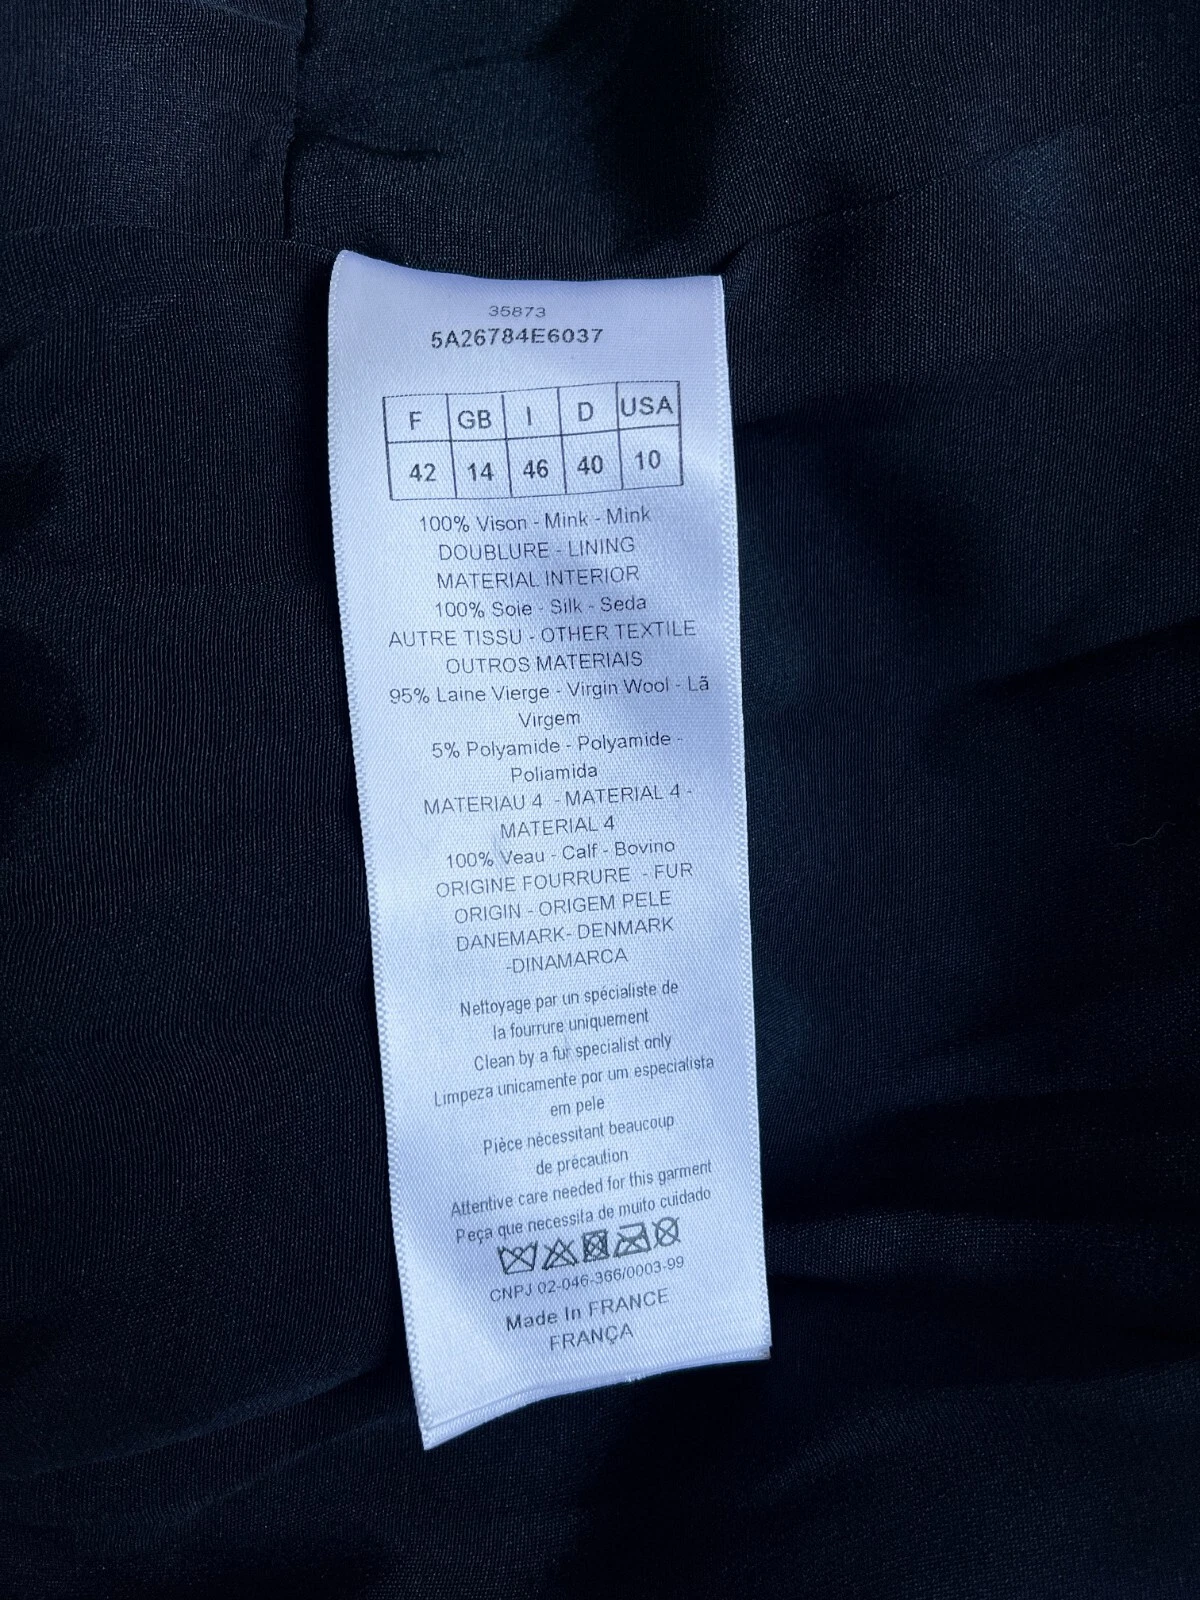 35873
5A26784E6037
F GB I D USA
42 14 46 40 10
100% Vison - Mink - Mink
DOUBLURE - LINING
MATERIAL INTERIOR
100% Soie - Silk - Seda
AUTRE TISSU - OTHER TEXTILE
OUTROS MATERIAIS
95% Laine Vierge - Virgin Wool - Lã
Virgem
5% Polyamide - Polyamide -
Poliamida
MATERIAU 4 - MATERIAL 4 -
MATERIAL 4
100% Veau - Calf - Bovino
ORIGINE FOURRURE - FUR
ORIGIN - ORIGEM PELE
DANEMARK- DENMARK
-DINAMARCA
Nettoyage par un spécialiste de
la fourrure uniquement
Clean by a fur specialist only
Limpeza unicamente por um especialista
em pele
Pièce nécessitant beaucoup
de précaution
Attentive care needed for this garment
Peça que necessita de muito cuidado
CNPJ 02-046-366/0003-99
Made In FRANCE
FRANÇA